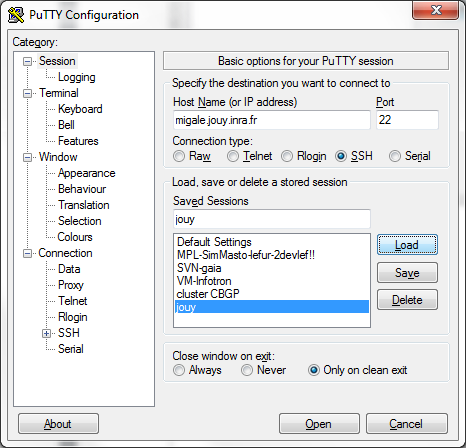 PuTTY Configuration
Category:
Session
Logging
Terminal
Keyboard
Bell
Features
Window
Appearance
Behaviour
Translation
Selection
Colours
Connection
Data
Proxy
Telnet
Rlogin
SSH
Serial
Basic options for your PuTTY session
Specify the destination you want to connect to
Host Name (or IP address) Port
migale.jouy.inra.fr 22
Connection type:
Raw Telnet Rlogin SSH Serial
Load, save or delete a stored session
Saved Sessions
jouy
Default Settings
MPL-SimMasto-lefur-2devlef!!
SVN-gaia
VM-Infotron
cluster CBGP
jouy
Load
Save
Delete
Close window on exit:
Always Never Only on clean exit
About Open Cancel